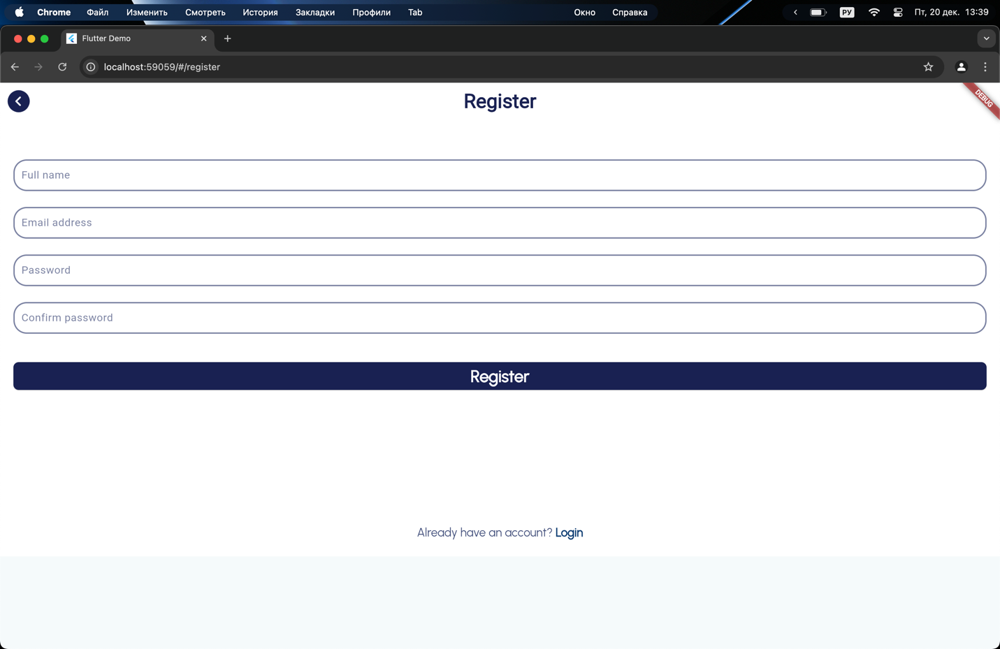 Chrome Файл Изменить Смотреть История Закладки Профили Tab Окно Справка РУ Пт, 20 дек. 13:39
Flutter Demo
localhost:59059/#/register
Register
DEBUG
Full name
Email address
Password
Confirm password
Register
Already have an account? Login